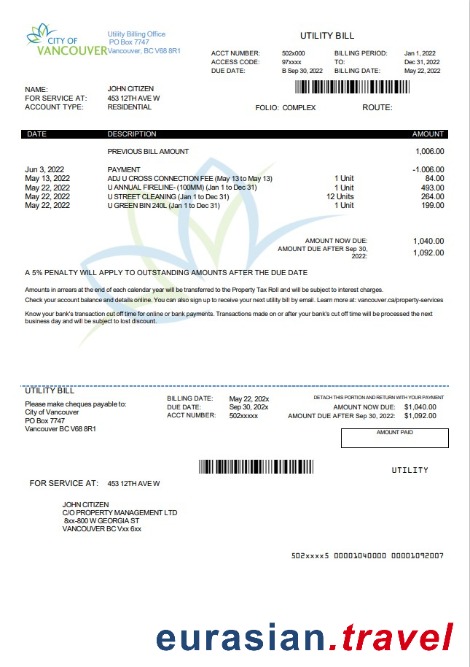 CITY OF
VANCOUVER
Utility Billing Office
PO Box 7747
Vancouver, BC V68 8R1
UTILITY BILL
ACCT NUMBER: 502x000 BILLING PERIOD: Jan 1, 2022
ACCESS CODE: 97xxxx TO: Dec 31, 2022
DUE DATE: B Sep 30, 2022 BILLING DATE: May 22, 2022
NAME: JOHN CITIZEN
FOR SERVICE AT: 453 12TH AVE W
ACCOUNT TYPE: RESIDENTIAL
FOLIO: COMPLEX ROUTE:
DATE DESCRIPTION AMOUNT
PREVIOUS BILL AMOUNT 1,006.00
Jun 3, 2022 PAYMENT -1.006.00
May 13, 2022 ADJ U CROSS CONNECTION FEE (May 13 to May 13) 1 Unit 84.00
May 22, 2022 U ANNUAL FIRELINE- (100MM) (Jan 1 to Dec 31) 1 Unit 493.00
May 22, 2022 U STREET CLEANING (Jan 1 to Dec 31) 12 Units 264.00
May 22, 2022 U GREEN BIN 240L (Jan 1 to Dec 31) 1 Unit 199.00
AMOUNT NOW DUE: 1,040.00
AMOUNT DUE AFTER Sep 30, 2022: 1,092.00
A 5% PENALTY WILL APPLY TO OUTSTANDING AMOUNTS AFTER THE DUE DATE
Amounts in arrears at the end of each calendar year will be transferred to the Property Tax Roll and will be subject to interest charges.
Check your account balance and details online. You can also sign up to receive your next utility bill by email. Learn more at: vancouver.ca/property-services
Know your bank's transaction cut off time for online or bank payments. Transactions made on or after your bank's cut off time will be processed the next
business day and will be subject to lost discount.
UTILITY BILL
Please make cheques payable to:
City of Vancouver
PO Box 7747
Vancouver BC V68 8R1
BILLING DATE: May 22, 202x
DUE DATE: Sep 30, 202x
ACCT NUMBER: 502xxxxx
DETACH THIS PORTION AND RETURN WITH YOUR PAYMENT
AMOUNT NOW DUE: $1,040.00
AMOUNT DUE AFTER Sep 30, 2022: $1,092.00
AMOUNT PAID
UTILITY
FOR SERVICE AT: 453 12TH AVE W
JOHN CITIZEN
C/O PROPERTY MANAGEMENT LTD
8xx-800 W GEORGIA ST
VANCOUVER BC Vxx 6xx
502xxxx5 00001040000 00001092007
eurasian.travel